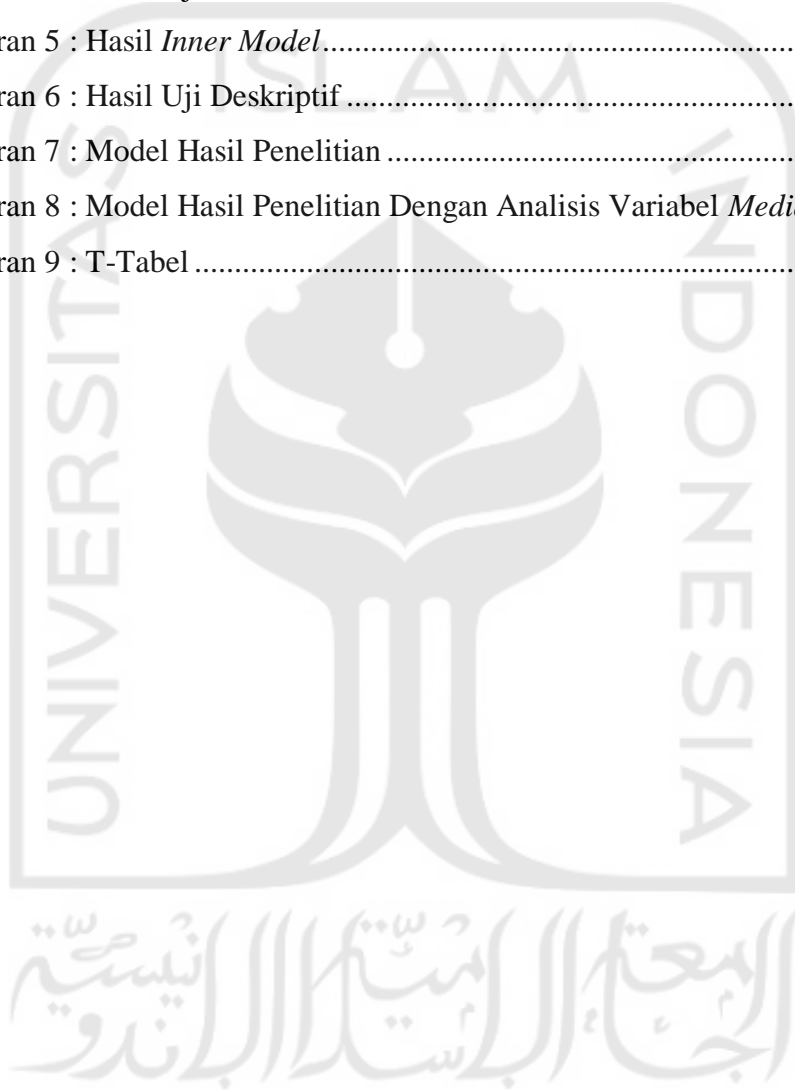 ran 5 : Hasil Inner Model
ran 6 : Hasil Uji Deskriptif
ran 7 : Model Hasil Penelitian
ran 8 : Model Hasil Penelitian Dengan Analisis Variabel Medi
ran 9 : T-Tabel
ISLAM
UNIVERSITAS
INDONESIA